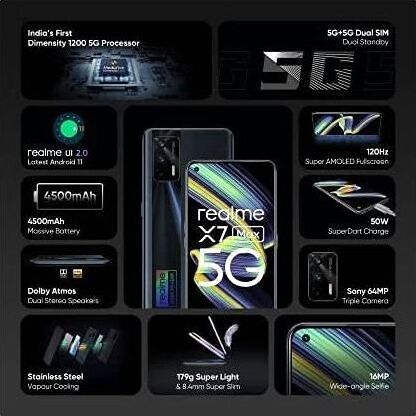 India's First
Dimensity 1200 5G Processor
5G+5G Dual SIM
Dual Standby
5G
11
realme UI 2.0
Latest Android 11
120Hz
Super AMOLED Fullscreen
4500mAh
4500mAh
Massive Battery
realme
X7 Max
5G
realme
50W
SuperDart Charge
Dolby Atmos
Dual Stereo Speakers
Sony 64MP
Triple Camera
Stainless Steel
Vapour Cooling
179g Super Light
& 8.4mm Super Slim
16MP
Wide-angle Selfie